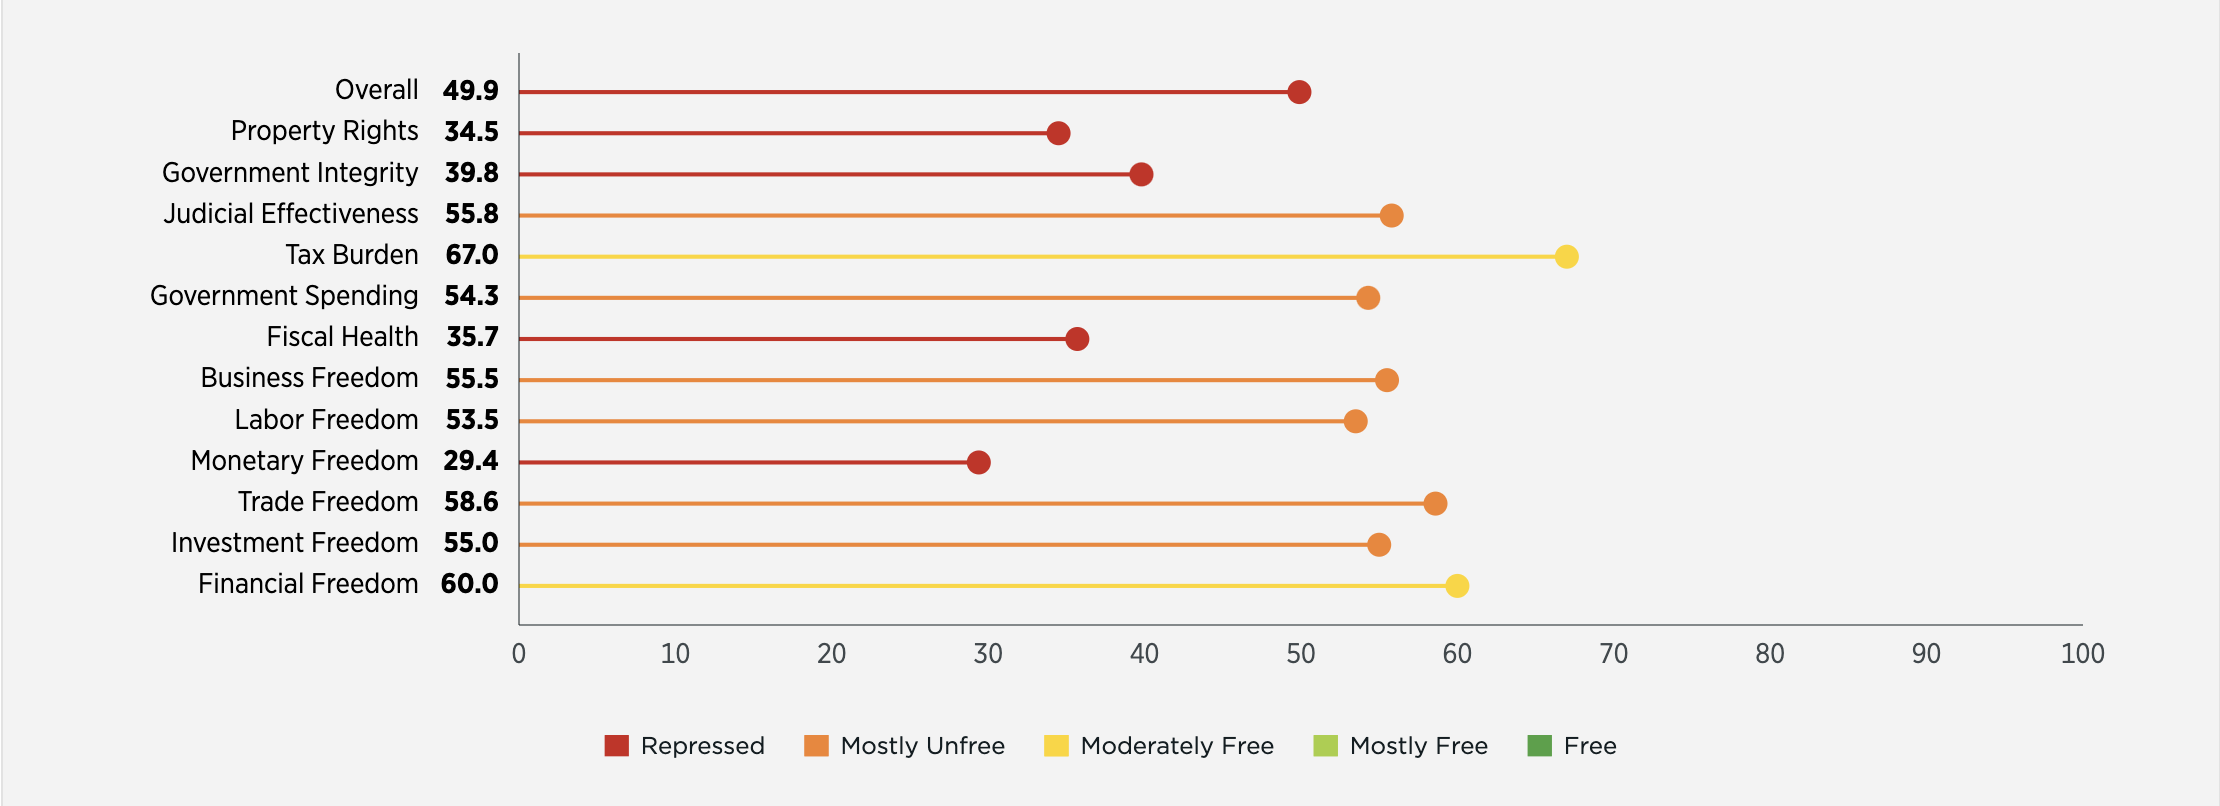 Overall 49.9
Property Rights 34.5
Government Integrity 39.8
Judicial Effectiveness 55.8
Tax Burden 67.0
Government Spending 54.3
Fiscal Health 35.7
Business Freedom 55.5
Labor Freedom 53.5
Monetary Freedom 29.4
Trade Freedom 58.6
Investment Freedom 55.0
Financial Freedom 60.0
0 10 20 30 40 50 60 70 80 90 100
Repressed Mostly Unfree Moderately Free Mostly Free Free